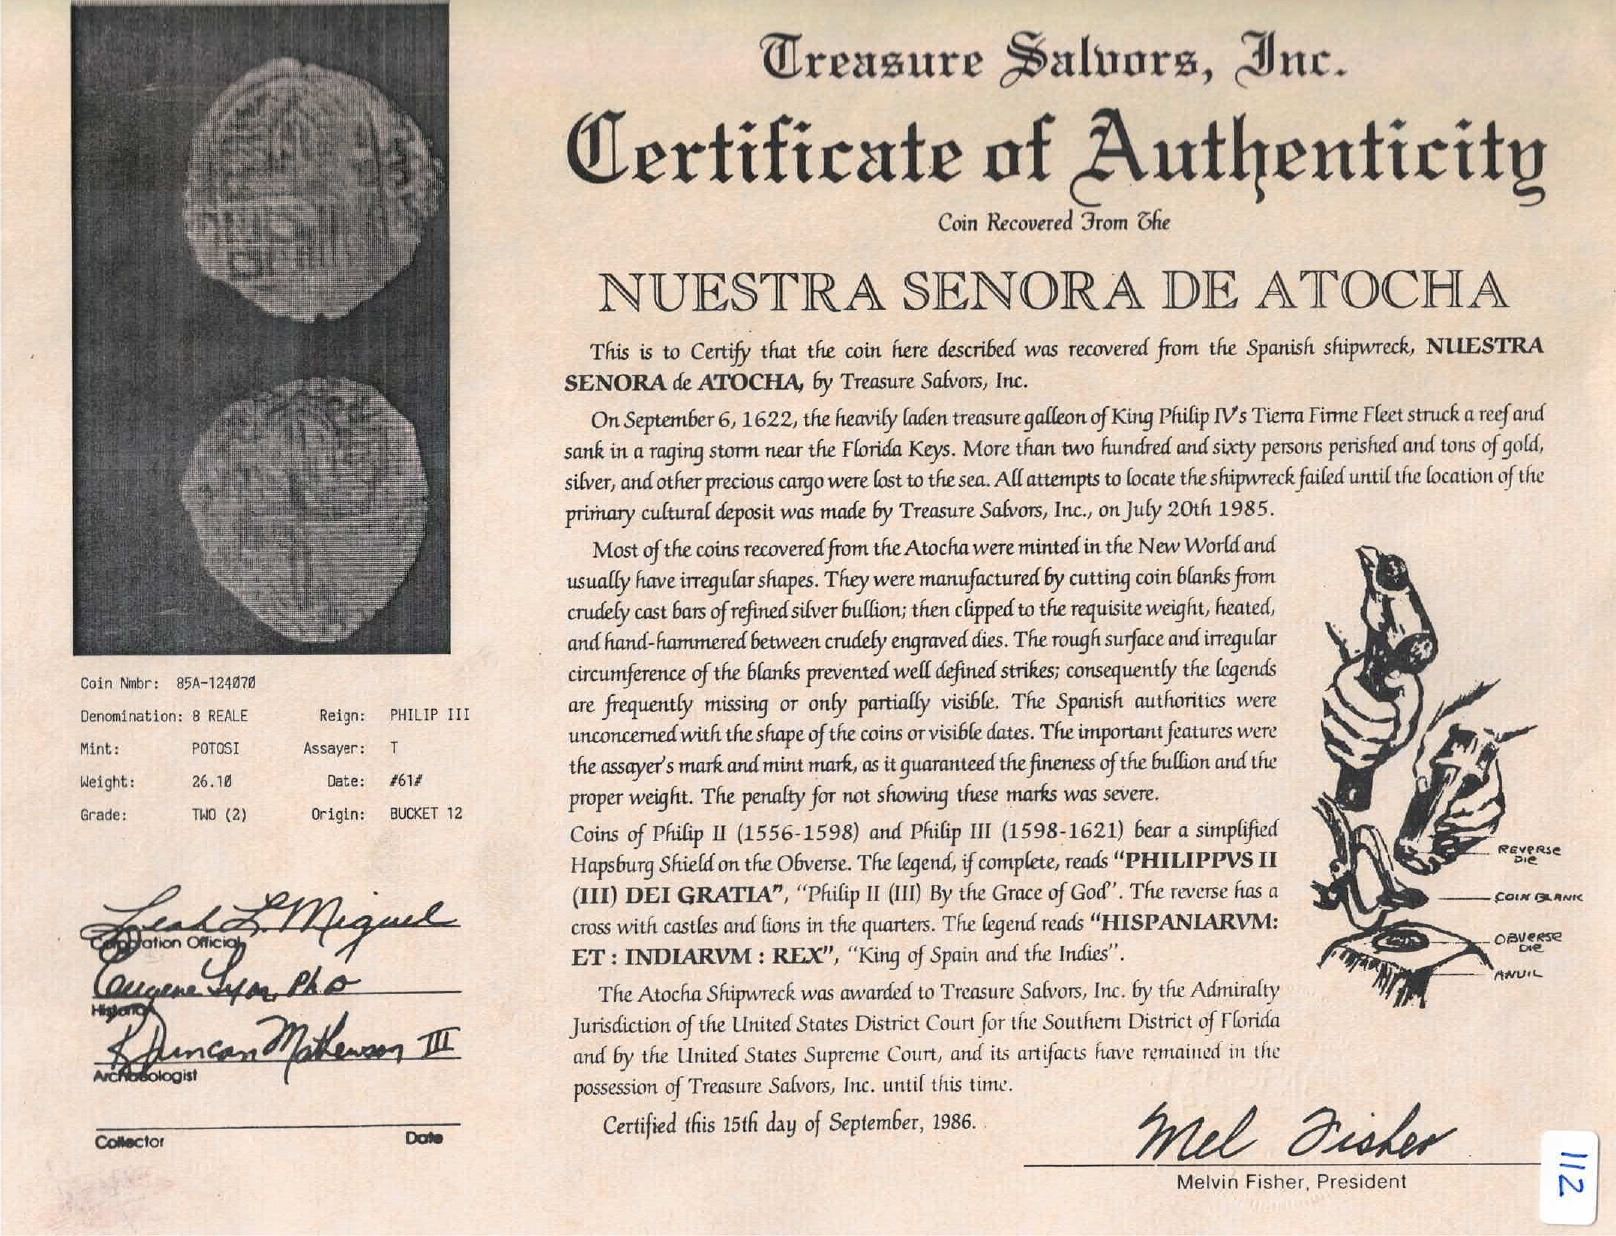 Treasure Salvors, Inc.
Certificate of Authenticity
Coin Recovered From The
NUESTRA SENORA DE ATOCHA
This is to Certify that the coin here described was recovered from the Spanish shipwreck, NUESTRA
SENORA de ATOCHA, by Treasure Salvors, Inc.
On September 6, 1622, the heavily laden treasure galleon of King Philip IV's Tierra Firme Fleet struck a reef and
sank in a raging storm near the Florida Keys. More than two hundred and sixty persons perished and tons of gold,
silver, and other precious cargo were lost to the sea. All attempts to locate the shipwreck failed until the location of the
primary cultural deposit was made by Treasure Salvors, Inc., on July 20th 1985.
Most of the coins recovered from the Atocha were minted in the New World and
usually have irregular shapes. They were manufactured by cutting coin blanks from
crudely cast bars of refined silver bullion; then clipped to the requisite weight, heated,
and hand-hammered between crudely engraved dies. The rough surface and irregular
circumference of the blanks prevented well defined strikes; consequently the legends
are frequently missing or only partially visible. The Spanish authorities were
unconcerned with the shape of the coins or visible dates. The important features were
the assayer's mark and mint mark, as it guaranteed the fineness of the bullion and the
proper weight. The penalty for not showing these marks was severe.
Coins of Philip II (1556-1598) and Philip III (1598-1621) bear a simplified
Hapsburg Shield on the Obverse. The legend, if complete, reads "PHILIPPVS II
(III) DEI GRATIA", "Philip II (III) By the Grace of God". The reverse has a
cross with castles and lions in the quarters. The legend reads "HISPANIARVM:
ET : INDIARVM : REX", "King of Spain and the Indies".
The Atocha Shipwreck was awarded to Treasure Salvors, Inc. by the Admiralty
Jurisdiction of the United States District Court for the Southern District of Florida
and by the United States Supreme Court, and its artifacts have remained in the
possession of Treasure Salvors, Inc. until this time.
Certified this 15th day of September, 1986.
REVERSE
DIE
COIN BLANK
OBVERSE
DIE
ANVIL
Mel Fisher
Melvin Fisher, President
112
Coin Nmbr: 85A-124070
Denomination: 8 REALE Reign: PHILIP III
Mint: POTOSI Assayer: T
Weight: 26.10 Date: #61#
Grade: TWO (2) Origin: BUCKET 12
Leah L. Miguel
Corporation Official
Eugene Lyon, PhD
Historian
R Duncan Mathewson III
Archaeologist
Collector Date